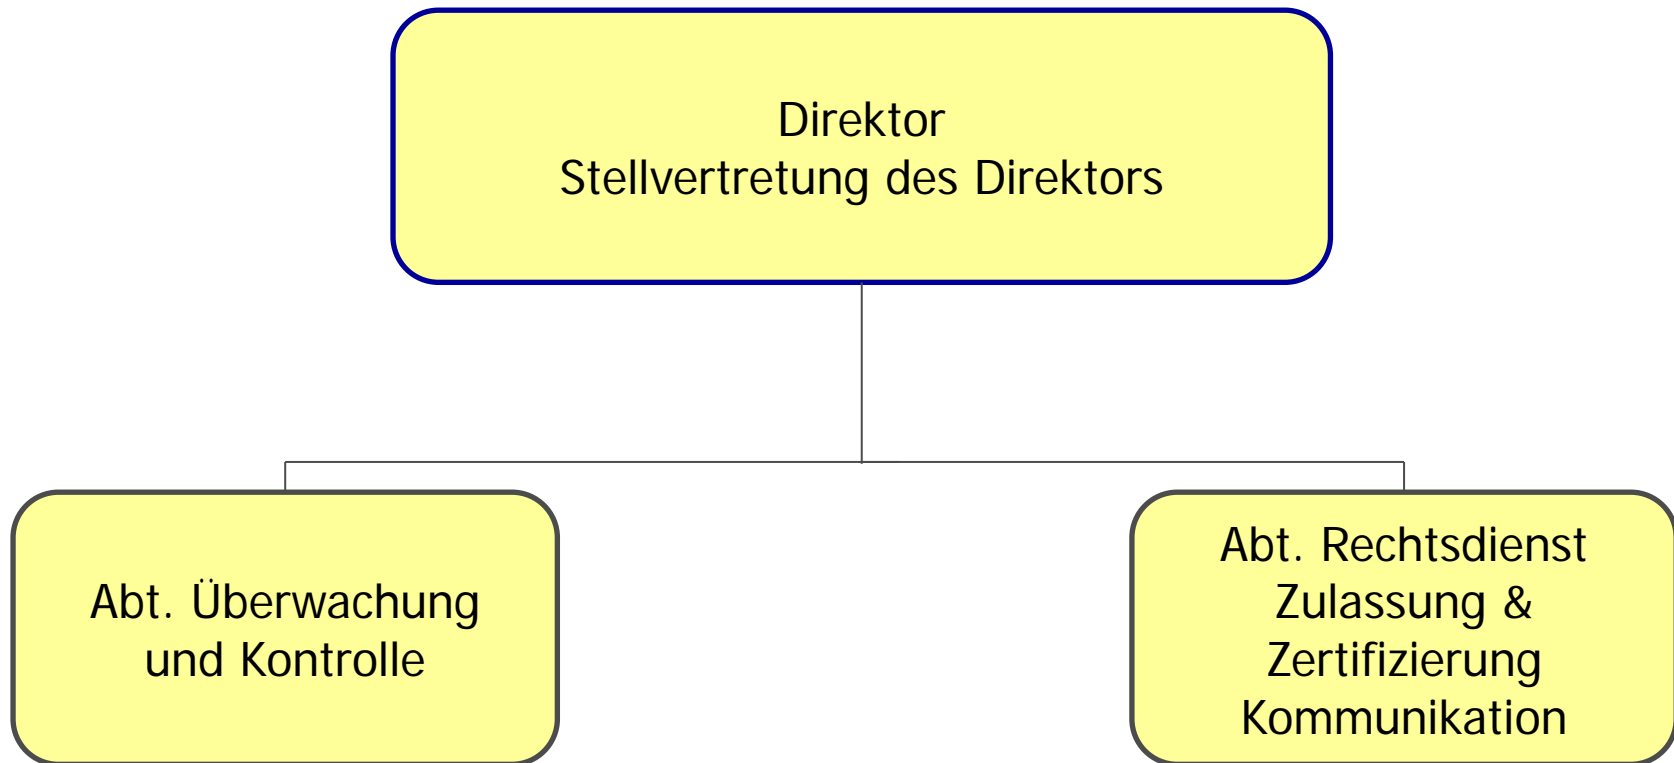 Direktor
Stellvertretung des Direktors
Abt. Überwachung
und Kontrolle
Abt. Rechtsdienst
Zulassung &
Zertifizierung
Kommunikation